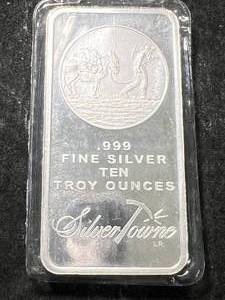 .999
FINE SILVER
TEN
TROY OUNCES
SilverTowne
L.P.